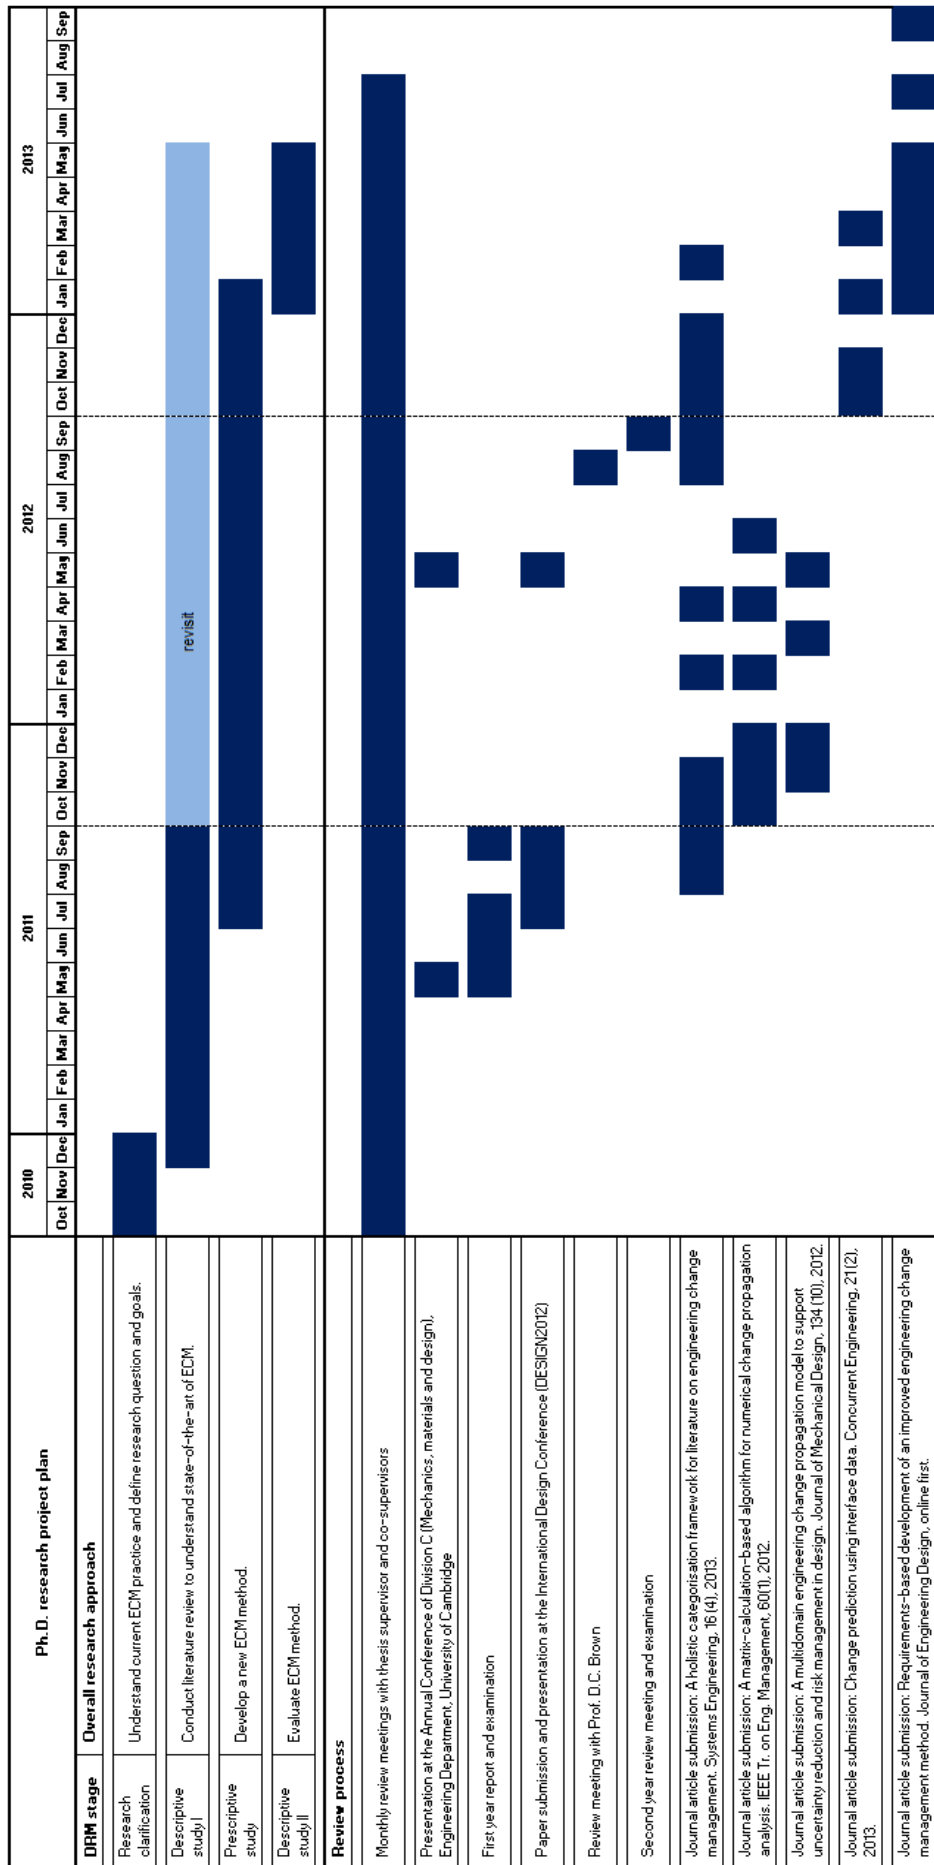 Ph.D. research project plan
2010
2011
2012
2013
Oct Nov Dec Jan Feb Mar Apr May Jun Jul Aug Sep Oct Nov Dec Jan Feb Mar Apr May Jun Jul Aug Sep Oct Nov Dec Jan Feb Mar Apr May Jun Jul Aug Sep
DRM stage
Overall research approach
Research
clarification
Understand current ECM practice and define research question and goals.
Descriptive
study I
Conduct literature review to understand state-of-the-art of ECM.
revisit
Prescriptive
study
Develop a new ECM method.
Descriptive
study II
Evaluate ECM method.
Review process
Monthly review meetings with thesis supervisor and co-supervisors
Presentation at the Annual Conference of Division C (Mechanics, materials and design),
Engineering Department, University of Cambridge
First year report and examination
Paper submission and presentation at the International Design Conference (DESIGN2012)
Review meeting with Prof. D.C. Brown
Second year review meeting and examination
Journal article submission: A holistic categorisation framework for literature on engineering change
management. Systems Engineering, 16 (4), 2013.
Journal article submission: A matrix-calculation-based algorithm for numerical change propagation
analysis. IEEE Tr. on Eng. Management, 60(1), 2012.
Journal article submission: A multidomain engineering change propagation model to support
uncertainty reduction and risk management in design. Journal of Mechanical Design, 134 (10), 2012.
Journal article submission: Change prediction using interface data. Concurrent Engineering, 21 (2),
2013.
Journal article submission: Requirements-based development of an improved engineering change
management method. Journal of Engineering Design, online first.